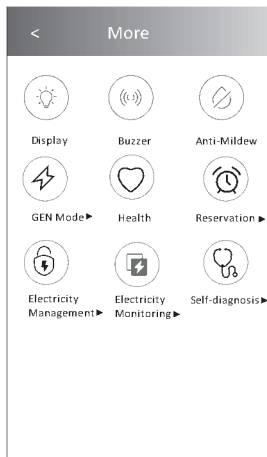 < More
Display Buzzer Anti-Mildew
GEN Mode▶ Health Reservation▶
Electricity Electricity Self-diagnosis▶
Management▶ Monitoring▶